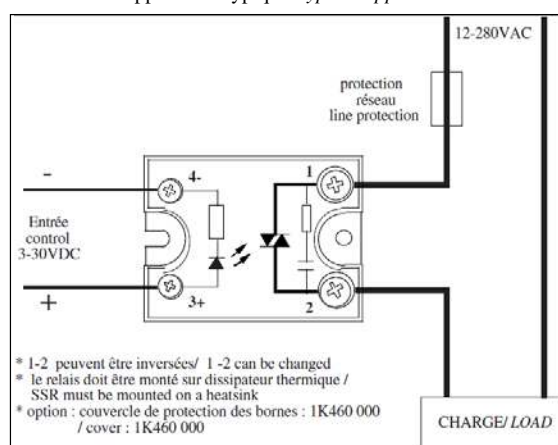 12-280VAC
protection
réseau
line protection
-
4-
1
Entrée
control
3-30VDC
+
3+
2
* 1-2 peuvent être inversées/ 1 -2 can be changed
* le relais doit être monté sur dissipateur thermique /
SSR must be mounted on a heatsink
* option : couvercle de protection des bornes : 1K460 000
/ cover : 1K460 000
CHARGE/ LOAD